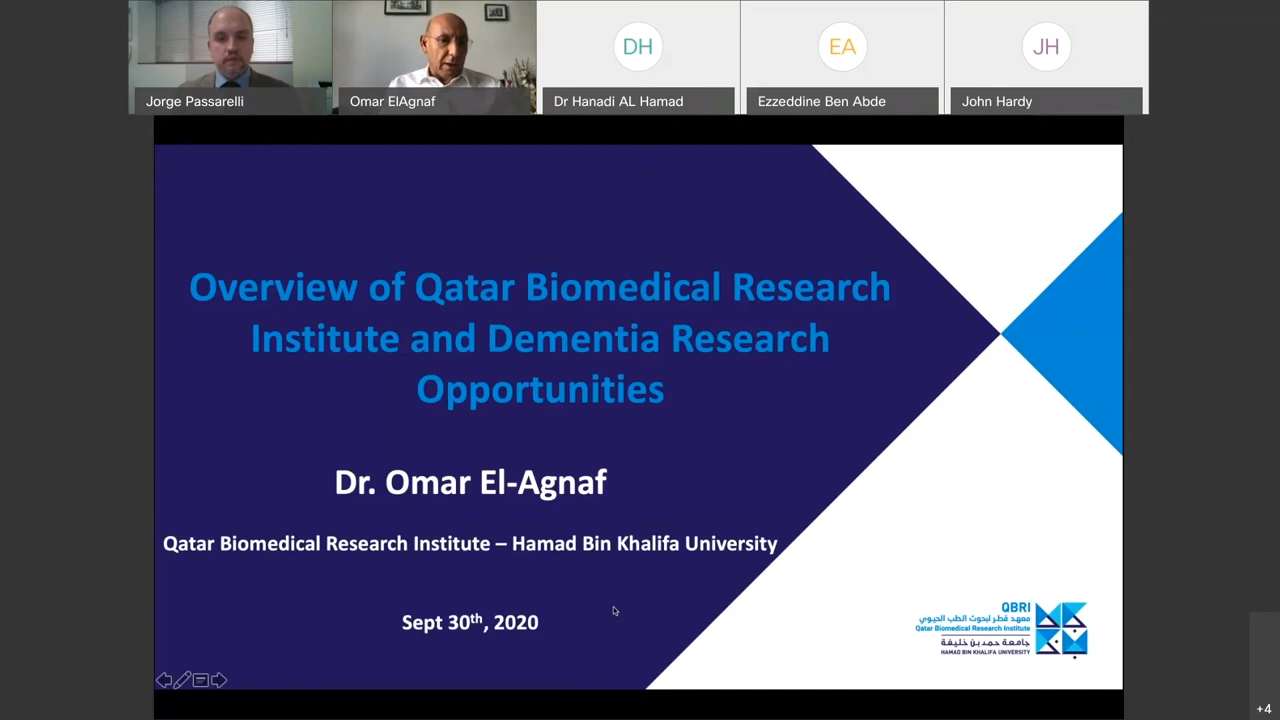 DH
EA
JH
Jorge Passarelli
Omar ElAgnaf
Dr Hanadi AL Hamad
Ezzeddine Ben Abde
John Hardy
Overview of Qatar Biomedical Research
Institute and Dementia Research
Opportunities
Dr. Omar El-Agnaf
Qatar Biomedical Research Institute – Hamad Bin Khalifa University
Sept 30th, 2020
QBRI
معهد قطر لبحوث الطب الحيوي
Qatar Biomedical Research Institute
جامعة حمد بن خليفة
HAMAD BIN KHALIFA UNIVERSITY
+4